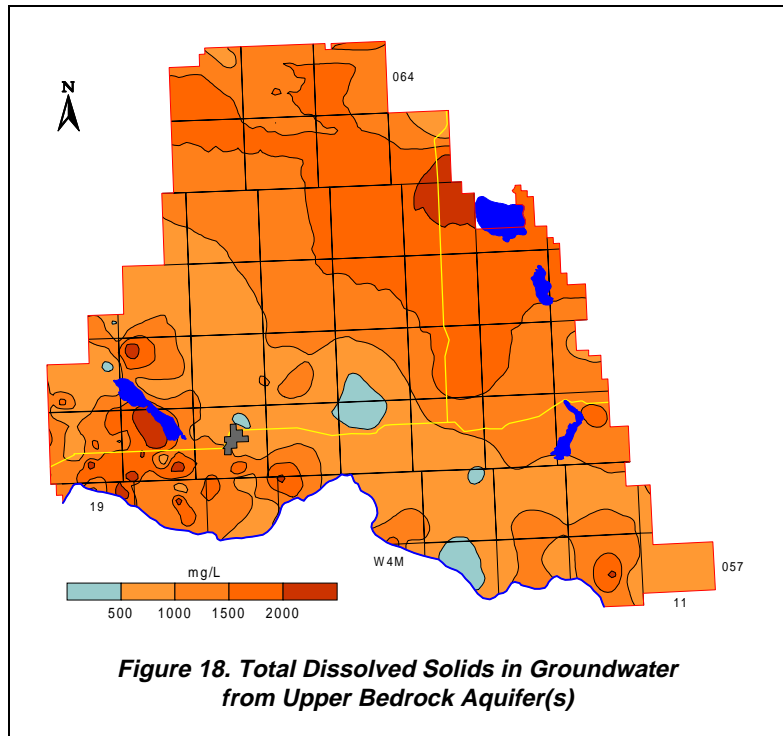 064
N
19
W4M
057
11
mg/L
500 1000 1500 2000
Figure 18. Total Dissolved Solids in Groundwater
from Upper Bedrock Aquifer(s)